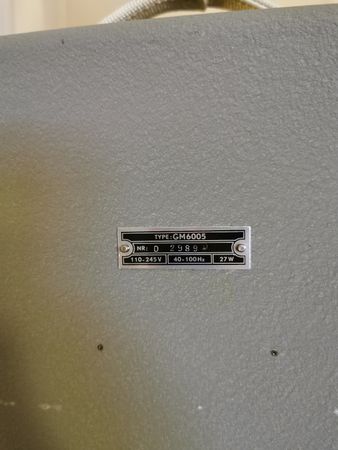 TYPE: GM6005
NR: D 2989
110-245V 40-100Hz 27W